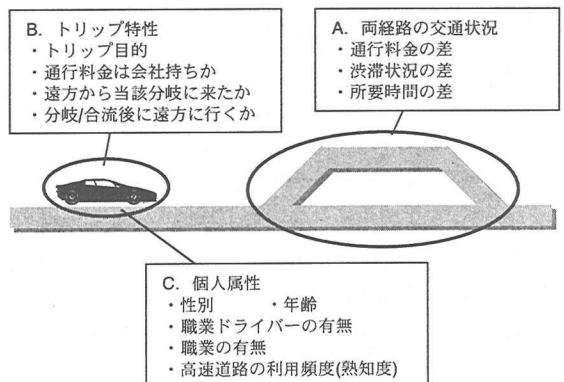 B. トリップ特性
・トリップ目的
・通行料金は会社持ちか
・遠方から当該分岐に来たか
・分岐/合流後に遠方に行くか
A. 両経路の交通状況
・通行料金の差
・渋滞状況の差
・所要時間の差
C. 個人属性
・性別 ・年齢
・職業ドライバーの有無
・職業の有無
・高速道路の利用頻度(熟知度)